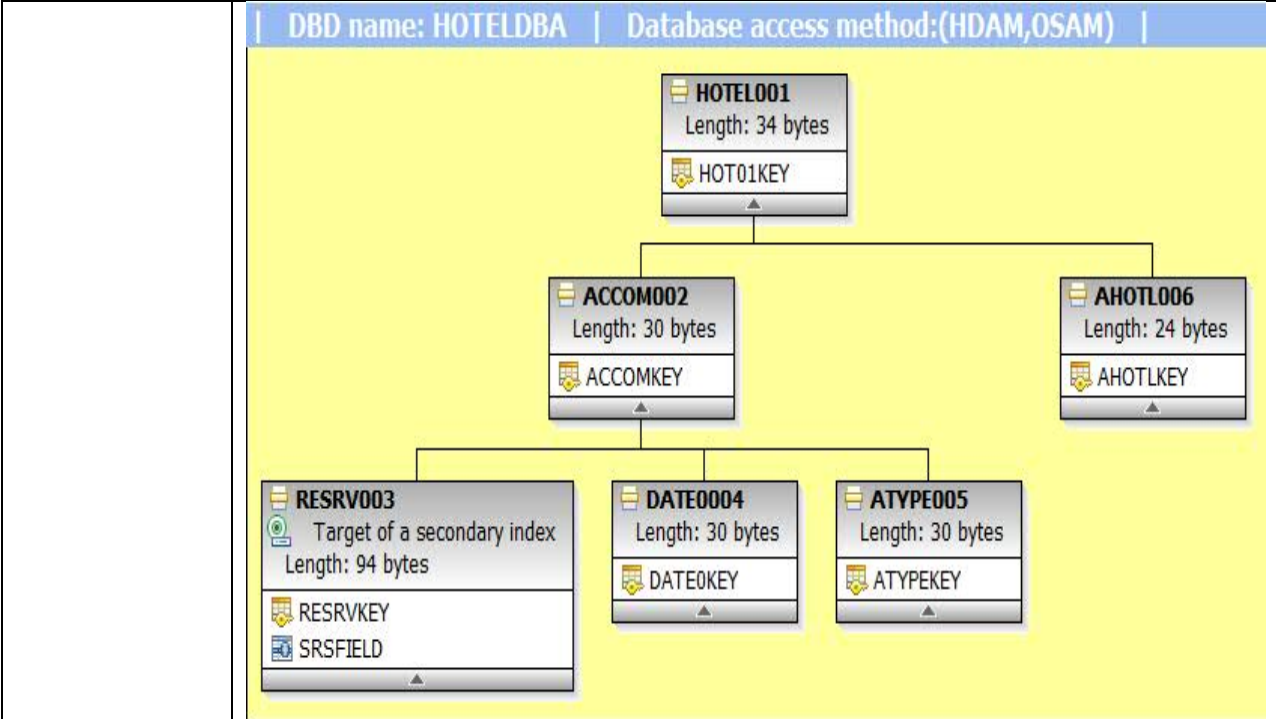 | DBD name: HOTELDBA | Database access method:(HDAM,OSAM) |
HOTEL001
Length: 34 bytes
HOT01KEY
ACCOM002
Length: 30 bytes
ACCOMKEY
AHOTL006
Length: 24 bytes
AHOTLKEY
RESRV003
Target of a secondary index
Length: 94 bytes
RESRVKEY
SRSFIELD
DATE0004
Length: 30 bytes
DATE0KEY
ATYPE005
Length: 30 bytes
ATYPEKEY